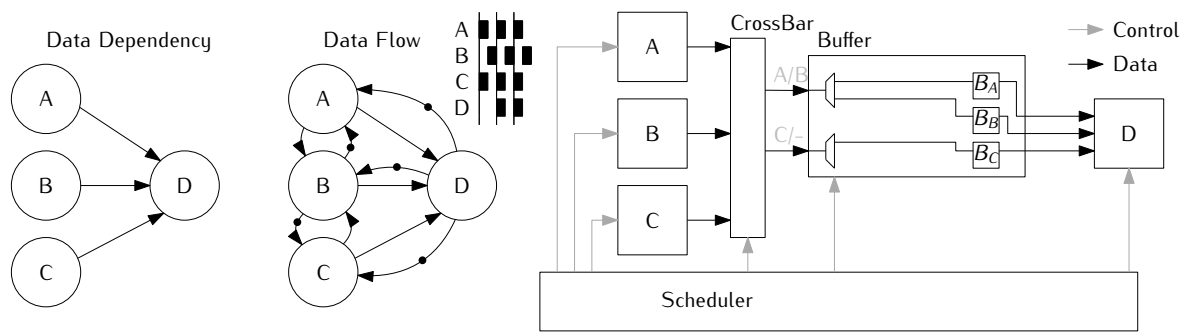 Data Dependency
A
B
C
D
Data Flow
A
B
C
D
A
B
C
D
A
B
C
CrossBar
A/B
C/-
Buffer
B_A
B_B
B_C
D
Control
Data
Scheduler